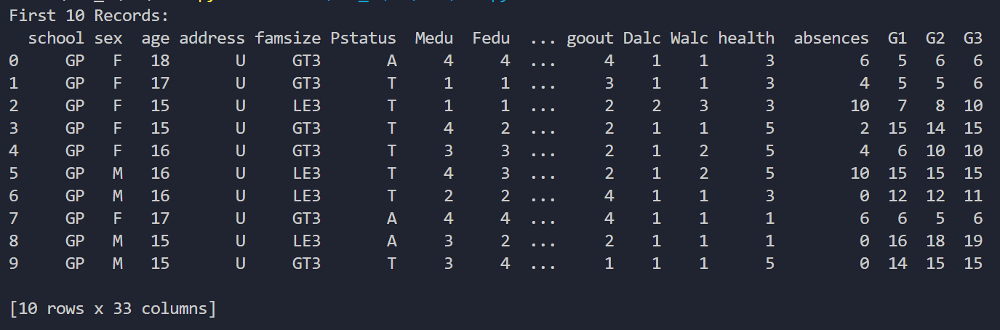 First 10 Records:
  school sex  age address famsize Pstatus  Medu  Fedu  ... goout Dalc Walc health  absences  G1  G2  G3
0     GP   F   18       U     GT3       A     4     4  ...     4    1    1      3         6   5   6   6
1     GP   F   17       U     GT3       T     1     1  ...     3    1    1      3         4   5   5   6
2     GP   F   15       U     LE3       T     1     1  ...     2    2    3      3        10   7   8  10
3     GP   F   15       U     GT3       T     4     2  ...     2    1    1      5         2  15  14  15
4     GP   F   16       U     GT3       T     3     3  ...     2    1    2      5         4   6  10  10
5     GP   M   16       U     LE3       T     4     3  ...     2    1    2      5        10  15  15  15
6     GP   M   16       U     LE3       T     2     2  ...     4    1    1      3         0  12  12  11
7     GP   F   17       U     GT3       A     4     4  ...     4    1    1      1         6   6   5   6
8     GP   M   15       U     LE3       A     3     2  ...     2    1    1      1         0  16  18  19
9     GP   M   15       U     GT3       T     3     4  ...     1    1    1      5         0  14  15  15
[10 rows x 33 columns]